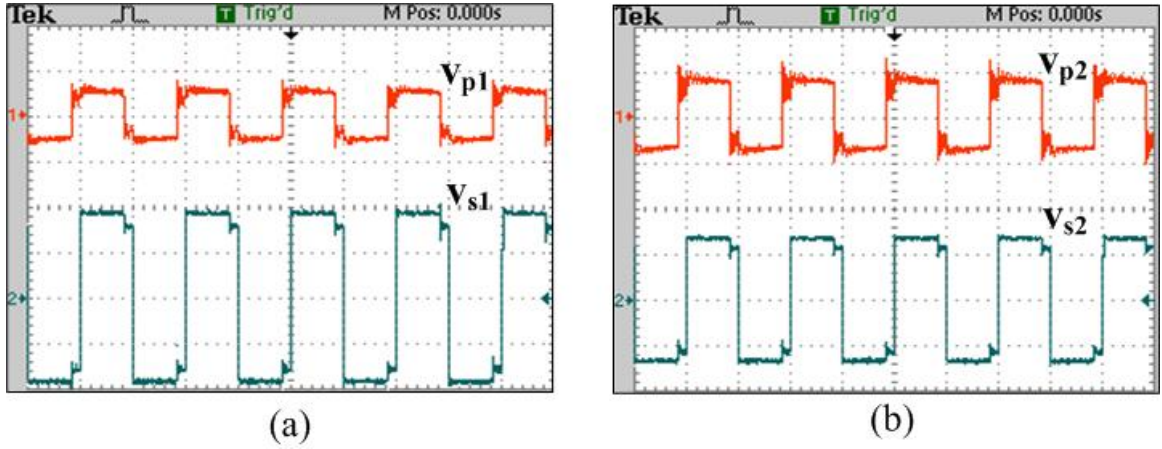 Tek T Trig'd M Pos: 0.000s
Vp1
1
Vs1
2
(a)
Tek T Trig'd M Pos: 0.000s
Vp2
1
Vs2
2
(b)